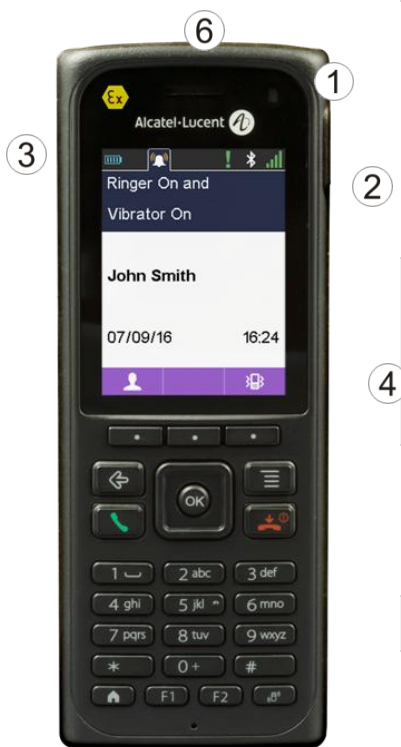 6
1
Ex
Alcatel-Lucent
3
2
Ringer On and
Vibrator On
John Smith
07/09/16 16:24
4
OK
1 2 abc 3 def
4 ghi 5 jkl 6 mno
7 pqrs 8 tuv 9 wxyz
* 0 + #
F1 F2